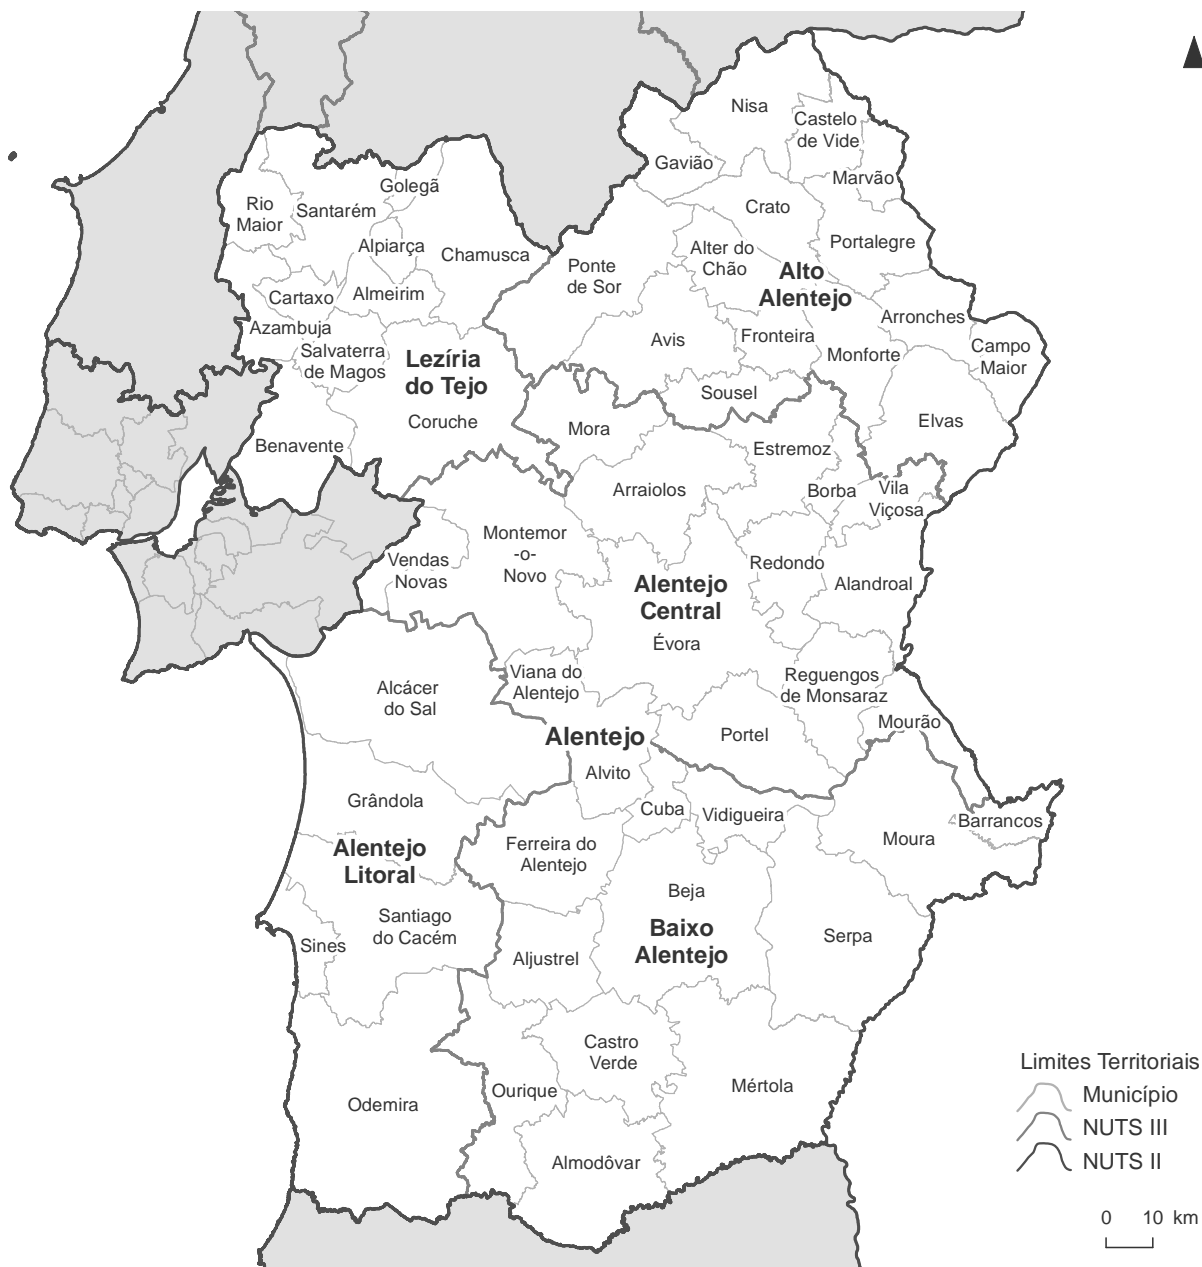 Nisa
Castelo
de Vide
Gavião
Marvão
Golegã
Rio
Maior
Santarém
Crato
Alpiarça
Chamusca
Portalegre
Alter do
Chão
Ponte
de Sor
Alto
Alentejo
Cartaxo
Almeirim
Arronches
Azambuja
Avis
Fronteira
Campo
Maior
Salvaterra
de Magos
Lezíria
do Tejo
Monforte
Sousel
Coruche
Mora
Elvas
Benavente
Estremoz
Arraiolos
Borba
Vila
Viçosa
Montemor
-o-
Novo
Vendas
Novas
Redondo
Alentejo
Central
Alandroal
Évora
Viana do
Alentejo
Alcácer
do Sal
Reguengos
de Monsaraz
Mourão
Alentejo
Portel
Alvito
Grândola
Cuba
Vidigueira
Barrancos
Moura
Alentejo
Litoral
Ferreira do
Alentejo
Beja
Santiago
do Cacém
Baixo
Alentejo
Serpa
Sines
Aljustrel
Castro
Verde
Limites Territoriais
Município
NUTS III
NUTS II
Ourique
Mértola
Odemira
Almodôvar
0 10 km